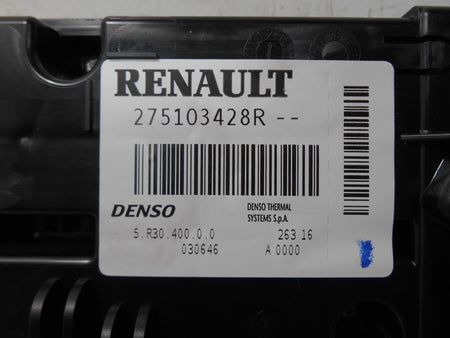 RENAULT
275103428R --
DENSO
DENSO THERMAL
SYSTEMS S.p.A.
5.R30.400.0.0 263 16
030646 A 0000